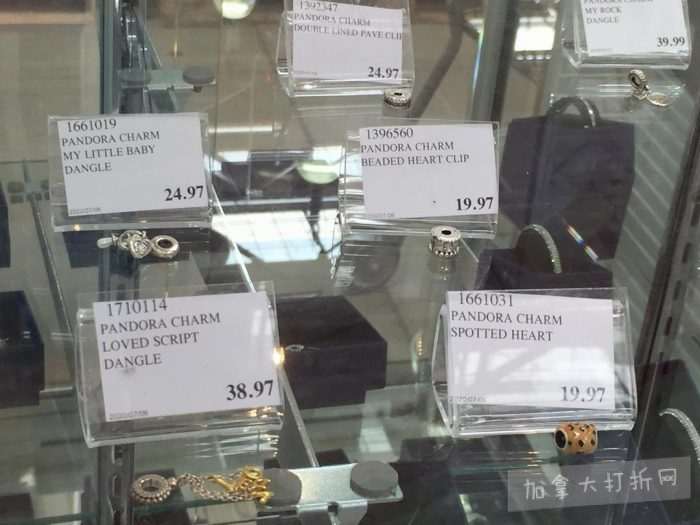 1392347
PANDORA CHARM
DOUBLE LINED PAVE CLIP
24.97
PANDORA CHARM
MY ROCK
DANGLE
39.99
1661019
PANDORA CHARM
MY LITTLE BABY
DANGLE
24.97
1396560
PANDORA CHARM
BEADED HEART CLIP
19.97
1710114
PANDORA CHARM
LOVED SCRIPT
DANGLE
38.97
1661031
PANDORA CHARM
SPOTTED HEART
19.97
加拿大打折网